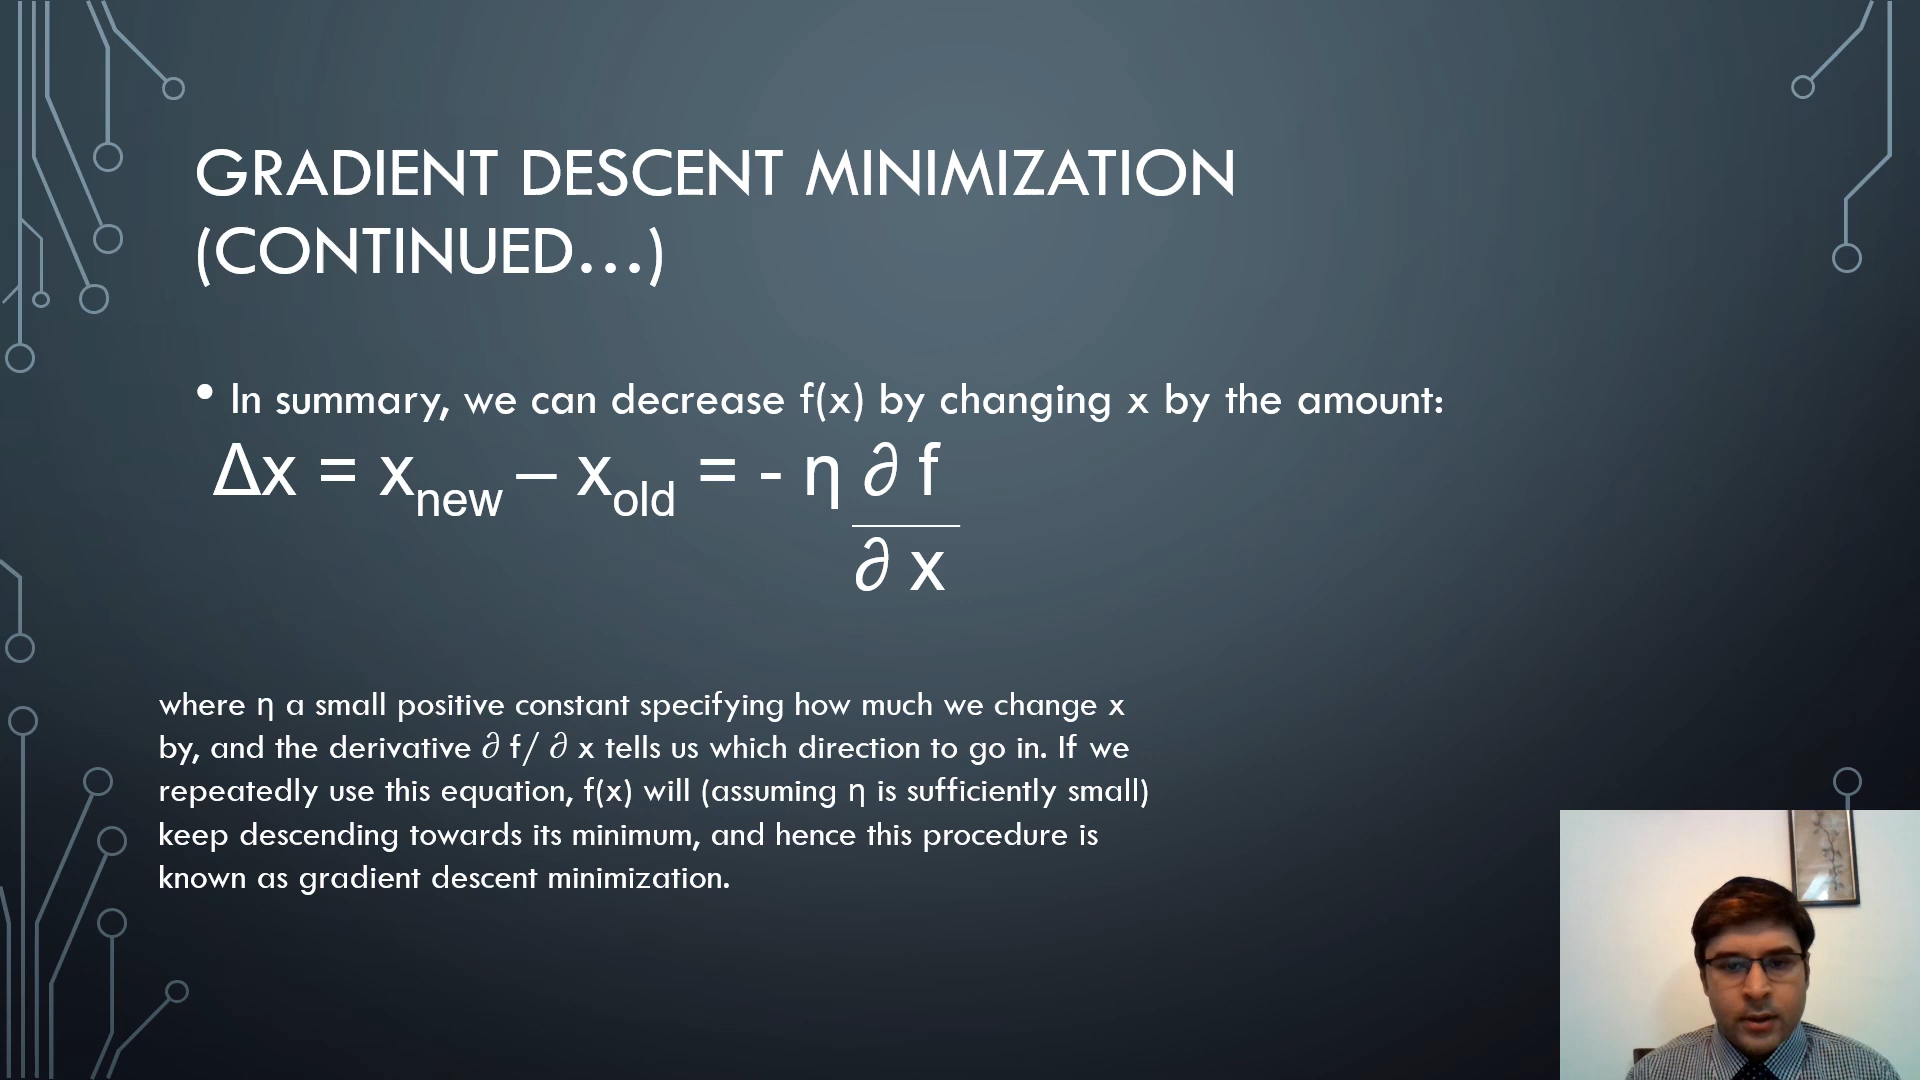 GRADIENT DESCENT MINIMIZATION
(CONTINUED...)
• In summary, we can decrease f(x) by changing x by the amount:
Δx = xnew – xold = - η ∂ f
∂ x
where η a small positive constant specifying how much we change x
by, and the derivative ∂ f/ ∂ x tells us which direction to go in. If we
repeatedly use this equation, f(x) will (assuming η is sufficiently small)
keep descending towards its minimum, and hence this procedure is
known as gradient descent minimization.